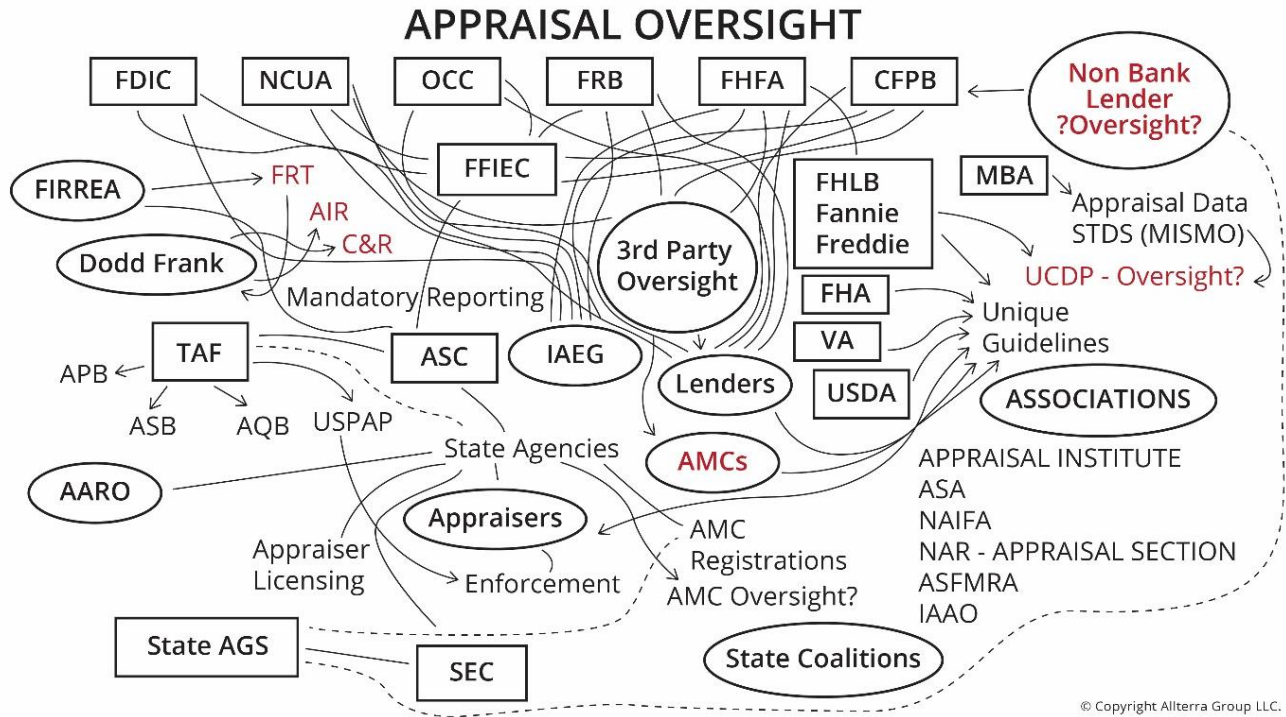 APPRAISAL OVERSIGHT
FDIC
NCUA
OCC
FRB
FHFA
CFPB
Non Bank
Lender
?Oversight?
FFIEC
FIRREA
FRT
AIR
C&R
Dodd Frank
Mandatory Reporting
3rd Party
Oversight
FHLB
Fannie
Freddie
MBA
Appraisal Data
STDS (MISMO)
UCDP - Oversight?
FHA
VA
USDA
Unique
Guidelines
TAF
ASC
IAEG
Lenders
APB
ASB
AQB
USPAP
ASSOCIATIONS
State Agencies
AMCs
AARO
Appraisers
APPRAISAL INSTITUTE
ASA
NAIFA
NAR - APPRAISAL SECTION
ASFMRA
IAAO
Appraiser
Licensing
Enforcement
AMC
Registrations
AMC Oversight?
State AGS
SEC
State Coalitions
© Copyright Allterra Group LLC.